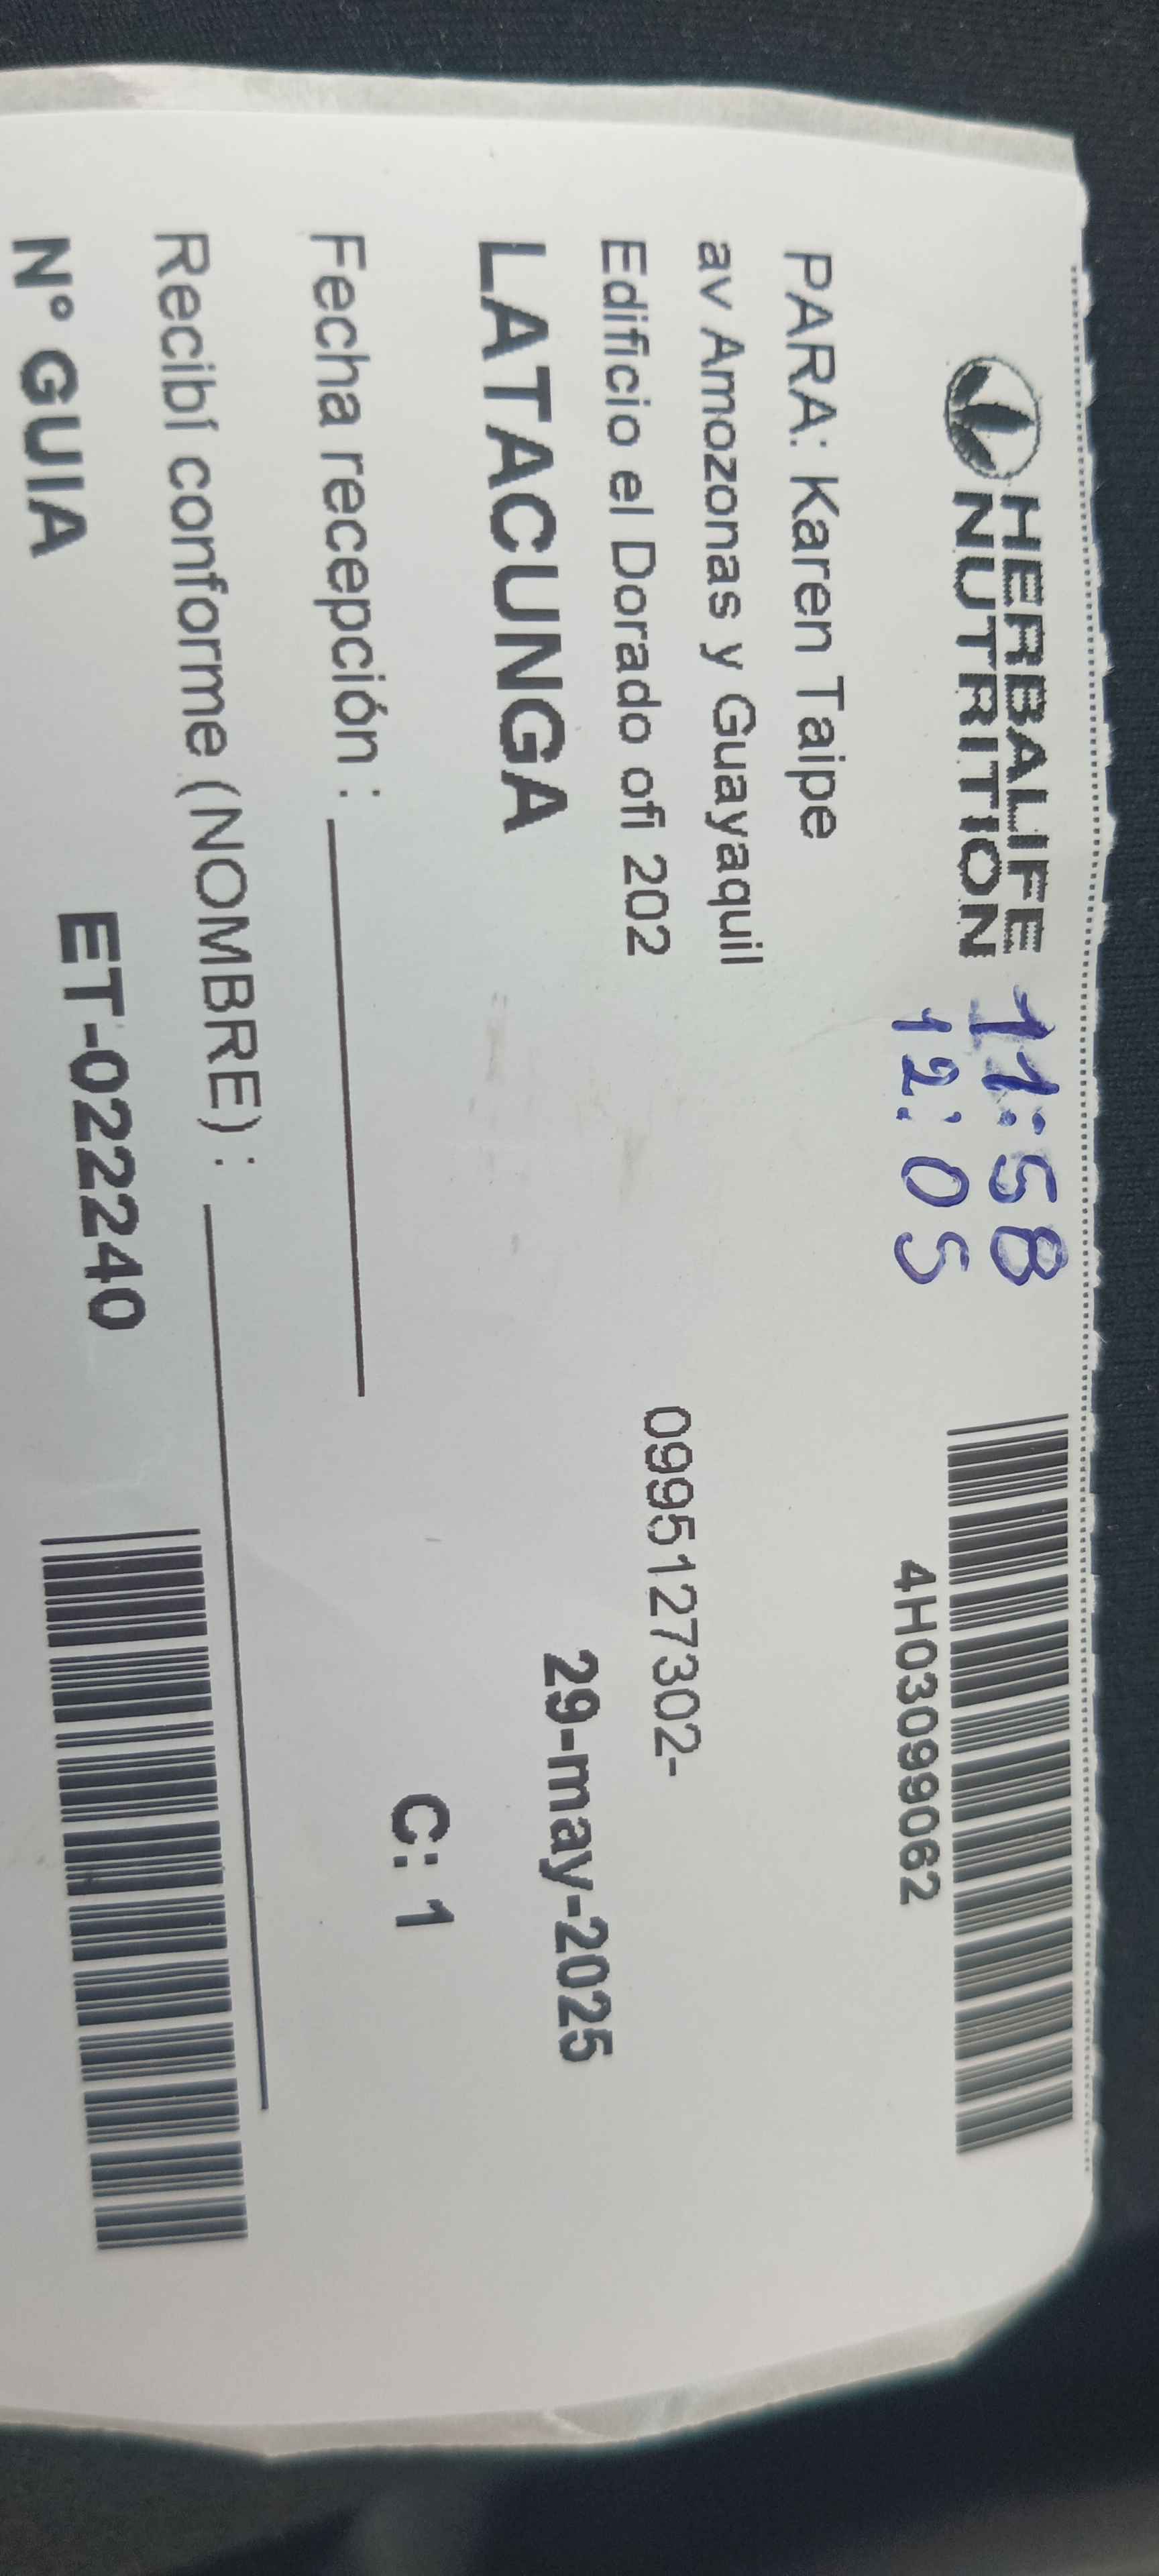 HERBALIFE
NUTRITION
11:58
12:05
4H03099062
PARA: Karen Taipe
av Amozonas y Guayaquil
Edificio el Dorado ofi 202
0995127302-
LATACUNGA
29-may-2025
Fecha recepción :
C: 1
Recibí conforme (NOMBRE) :
N° GUIA ET-022240